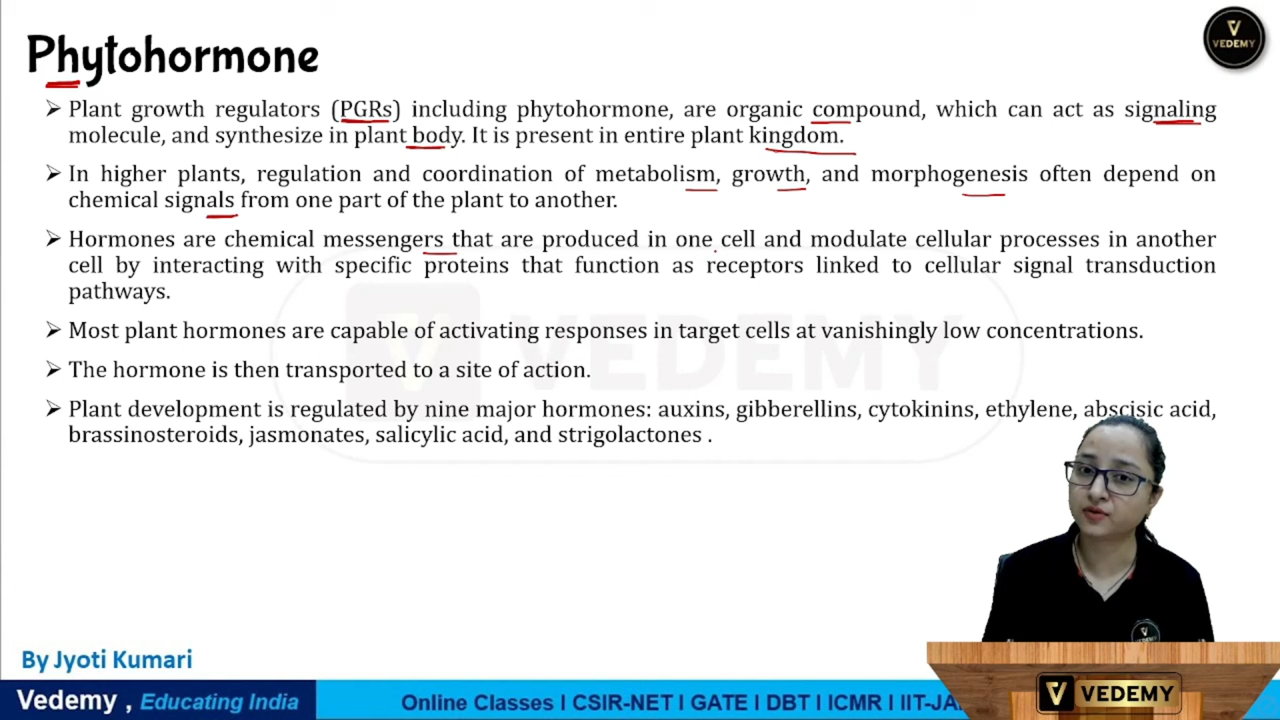 Phytohormone
VEDEMY
➤ Plant growth regulators (PGRs) including phytohormone, are organic compound, which can act as signaling
molecule, and synthesize in plant body. It is present in entire plant kingdom.
➤ In higher plants, regulation and coordination of metabolism, growth, and morphogenesis often depend on
chemical signals from one part of the plant to another.
➤ Hormones are chemical messengers that are produced in one cell and modulate cellular processes in another
cell by interacting with specific proteins that function as receptors linked to cellular signal transduction
pathways.
➤ Most plant hormones are capable of activating responses in target cells at vanishingly low concentrations.
VEDEMY
➤ The hormone is then transported to a site of action.
➤ Plant development is regulated by nine major hormones: auxins, gibberellins, cytokinins, ethylene, abscisic acid,
brassinosteroids, jasmonates, salicylic acid, and strigolactones .
By Jyoti Kumari
Vedemy , Educating India
Online Classes I CSIR-NET I GATE I DBT I ICMR I IIT-JA
VEDEMY